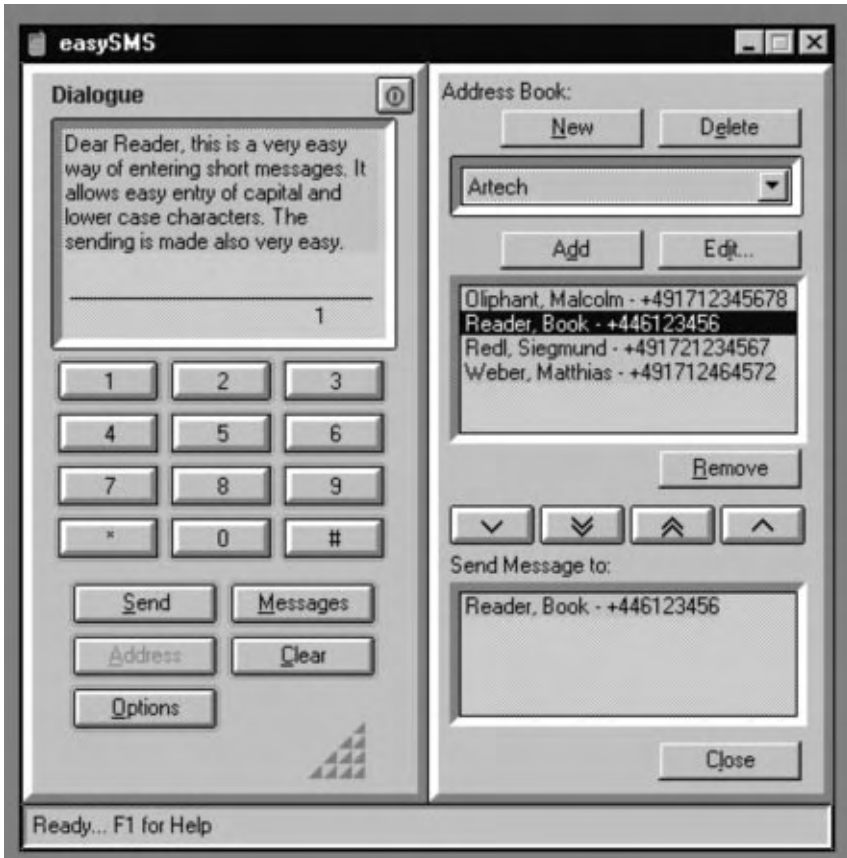 easySMS
Dialogue
Dear Reader, this is a very easy
way of entering short messages. It
allows easy entry of capital and
lower case characters. The
sending is made also very easy.
1
1 2 3
4 5 6
7 8 9
* 0 #
Send Messages
Address Clear
Options
Address Book:
New Delete
Artech
Add Edit...
Oliphant, Malcolm - +491712345678
Reader, Book - +446123456
Redl, Siegmund - +491721234567
Weber, Matthias - +491712464572
Remove
Send Message to:
Reader, Book - +446123456
Close
Ready... F1 for Help